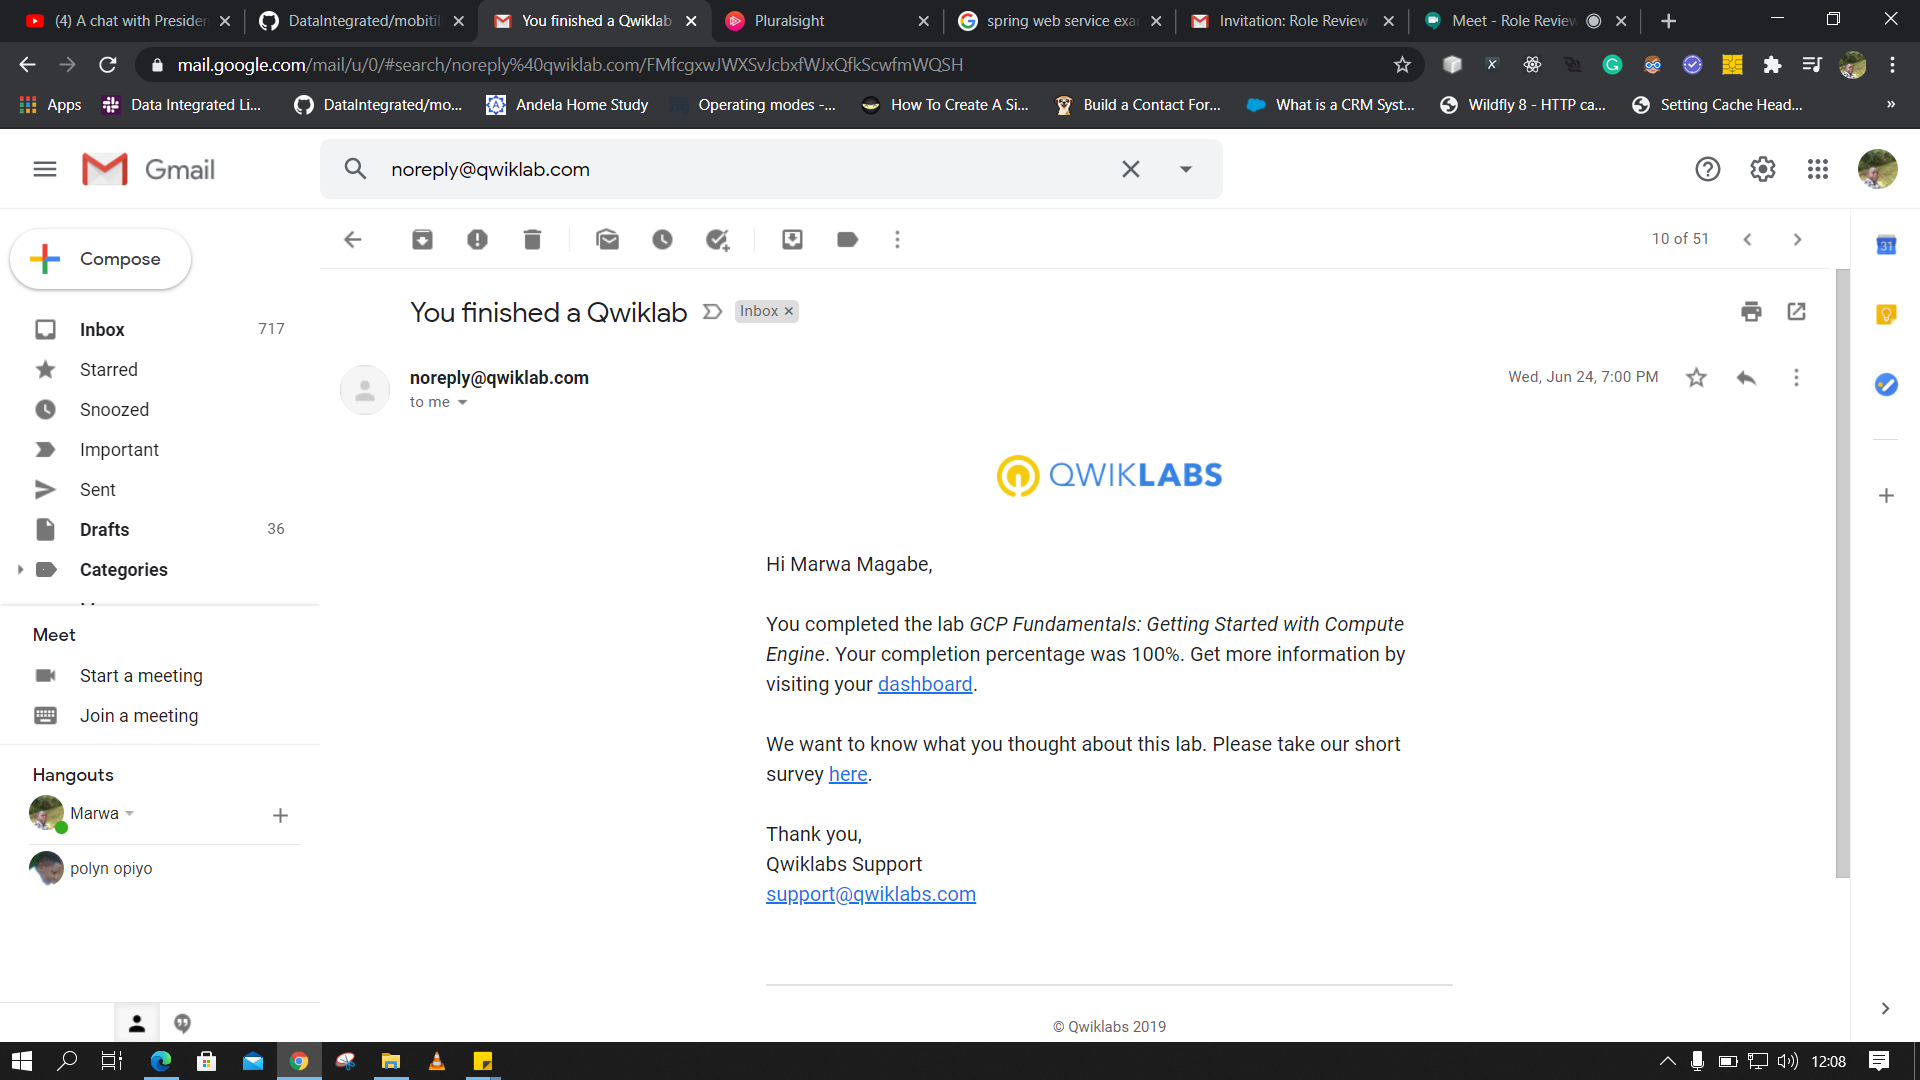 (4) A chat with Presiden
DataIntegrated/mobitil
You finished a Qwiklab
Pluralsight
spring web service exa
Invitation: Role Review
Meet - Role Review
mail.google.com/mail/u/0/#search/noreply%40qwiklab.com/FMfcgxwJWXSvJcbxfWJxQfkScwfmWQSH
Apps
Data Integrated Li...
DataIntegrated/mo...
Andela Home Study
Operating modes -...
How To Create A Si...
Build a Contact For...
What is a CRM Syst...
Wildfly 8 - HTTP ca...
Setting Cache Head...
»
Gmail
noreply@qwiklab.com
Compose
10 of 51
31
You finished a Qwiklab
Inbox
Inbox
717
Starred
Snoozed
Important
Sent
Drafts
36
Categories
noreply@qwiklab.com
to me
Wed, Jun 24, 7:00 PM
QWIKLABS
Hi Marwa Magabe,
You completed the lab GCP Fundamentals: Getting Started with Compute
Engine. Your completion percentage was 100%. Get more information by
visiting your dashboard.
We want to know what you thought about this lab. Please take our short
survey here.
Thank you,
Qwiklabs Support
support@qwiklabs.com
© Qwiklabs 2019
Meet
Start a meeting
Join a meeting
Hangouts
Marwa
polyn opiyo
12:08